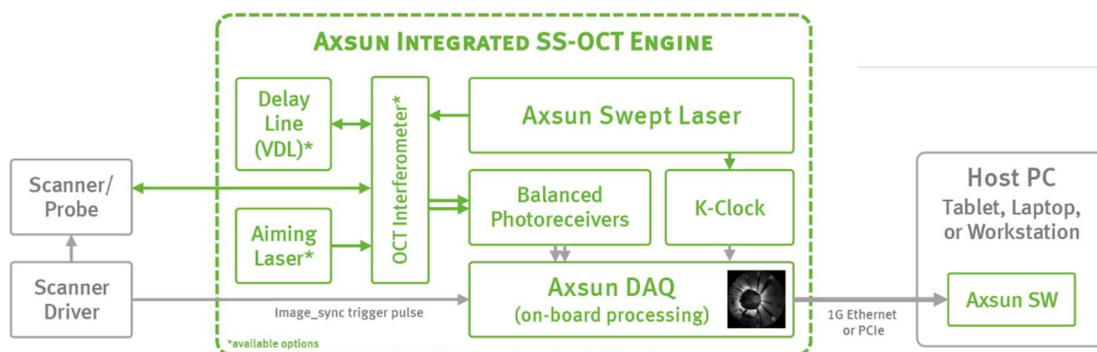 AXSUN INTEGRATED SS-OCT ENGINE
Delay
Line
(VDL)*
OCT Interferometer*
Axsun Swept Laser
Scanner/
Probe
Balanced
Photoreceivers
K-Clock
Host PC
Tablet, Laptop,
or Workstation
Aiming
Laser*
Scanner
Driver
Image_sync trigger pulse
Axsun DAQ
(on-board processing)
1G Ethernet
or PCIe
Axsun SW
*available options